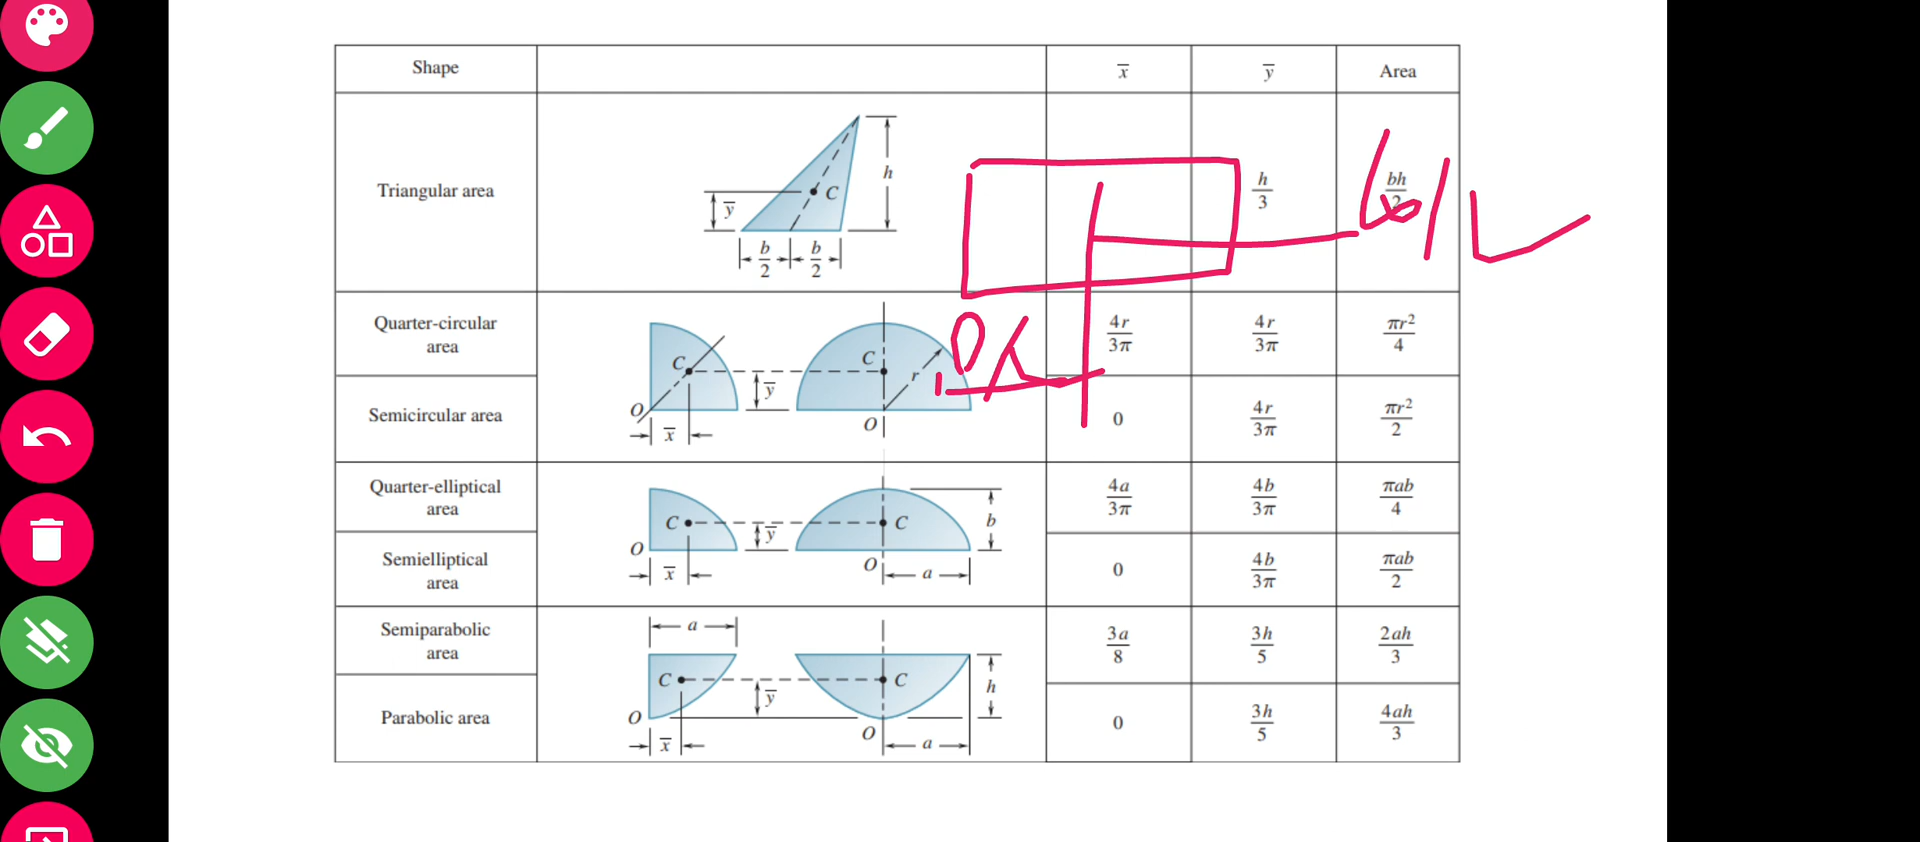 Shape x̄ ȳ Area
Triangular area h/3 bh/2
C h ȳ
b/2 b/2
Quarter-circular area 4r/3π 4r/3π πr²/4
C C r ȳ
Semicircular area 0 4r/3π πr²/2
O x̄ O
Quarter-elliptical area 4a/3π 4b/3π πab/4
C ȳ C b
Semielliptical area 0 4b/3π πab/2
O x̄ O a
Semiparabolic area 3a/8 3h/5 2ah/3
a
C ȳ C h
Parabolic area 0 3h/5 4ah/3
O x̄ O a